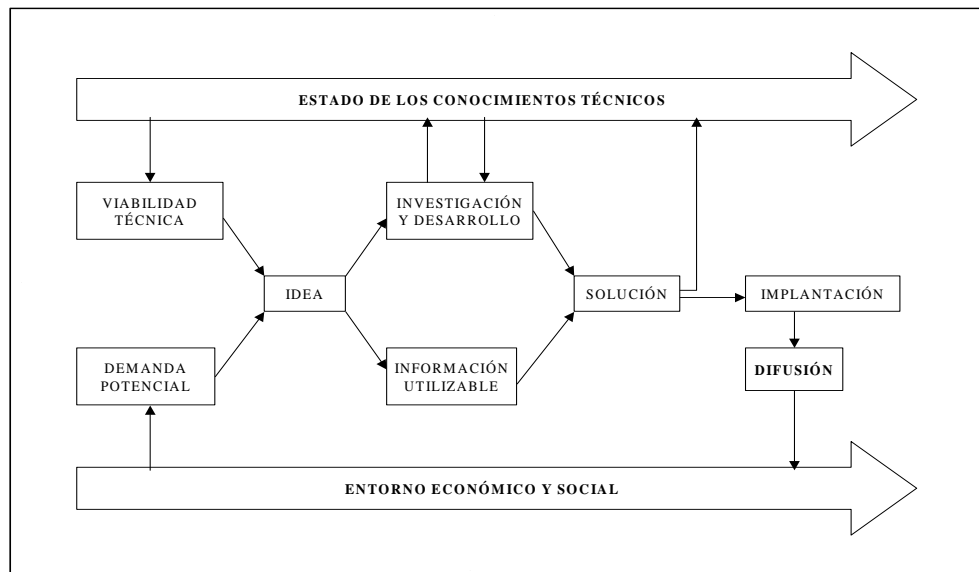 ESTADO DE LOS CONOCIMIENTOS TÉCNICOS
VIABILIDAD
TÉCNICA
INVESTIGACIÓN
Y DESARROLLO
IDEA
SOLUCIÓN
IMPLANTACIÓN
DEMANDA
POTENCIAL
INFORMACIÓN
UTILIZABLE
DIFUSIÓN
ENTORNO ECONÓMICO Y SOCIAL